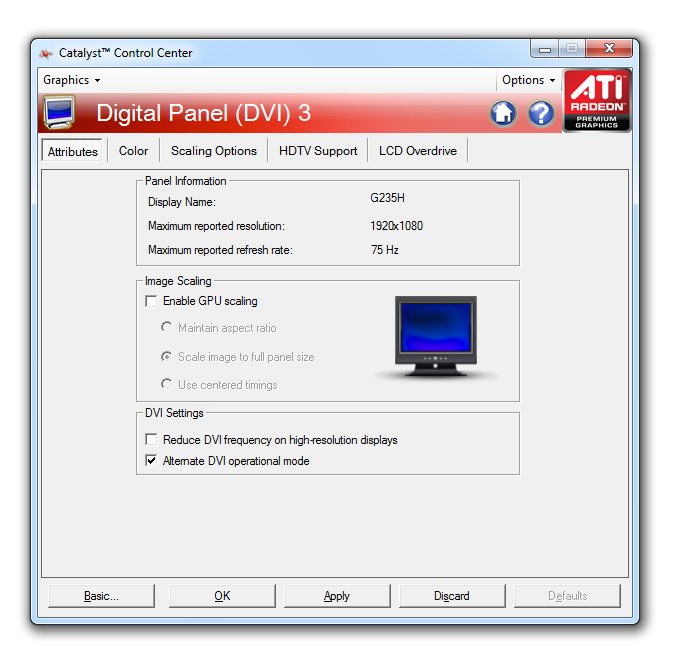 Catalyst™ Control Center
Graphics
Options
ATI
RADEON
PREMIUM
GRAPHICS
Digital Panel (DVI) 3
Attributes
Color
Scaling Options
HDTV Support
LCD Overdrive
Panel Information
Display Name: G235H
Maximum reported resolution: 1920x1080
Maximum reported refresh rate: 75 Hz
Image Scaling
Enable GPU scaling
Maintain aspect ratio
Scale image to full panel size
Use centered timings
DVI Settings
Reduce DVI frequency on high-resolution displays
Alternate DVI operational mode
Basic...
OK
Apply
Discard
Defaults